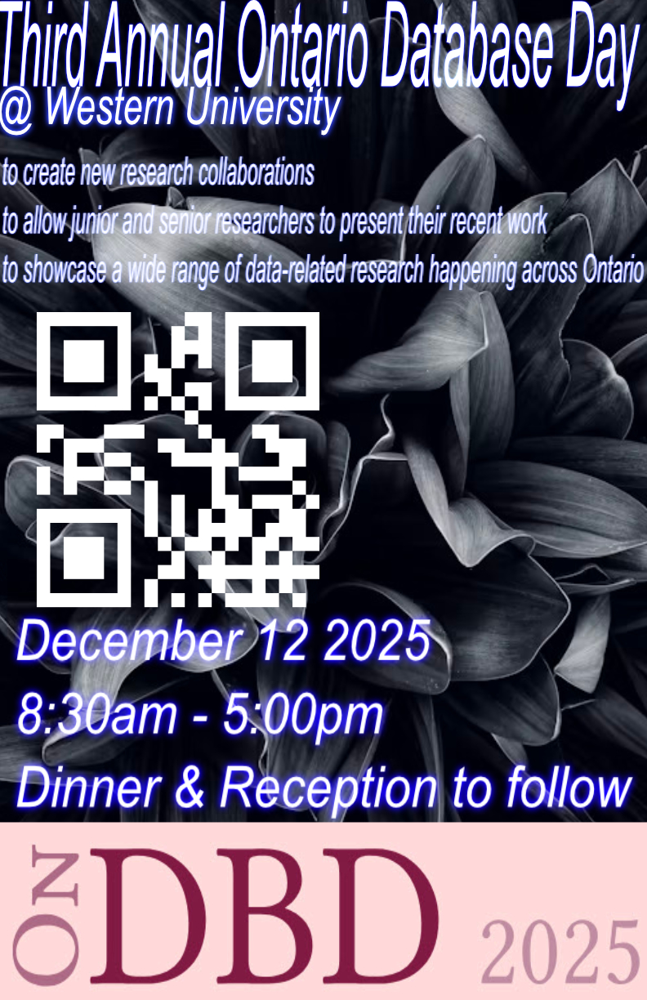 Third Annual Ontario Database Day
@ Western University
to create new research collaborations
to allow junior and senior researchers to present their recent work
to showcase a wide range of data-related research happening across Ontario
December 12 2025
8:30am - 5:00pm
Dinner & Reception to follow
ON DBD 2025